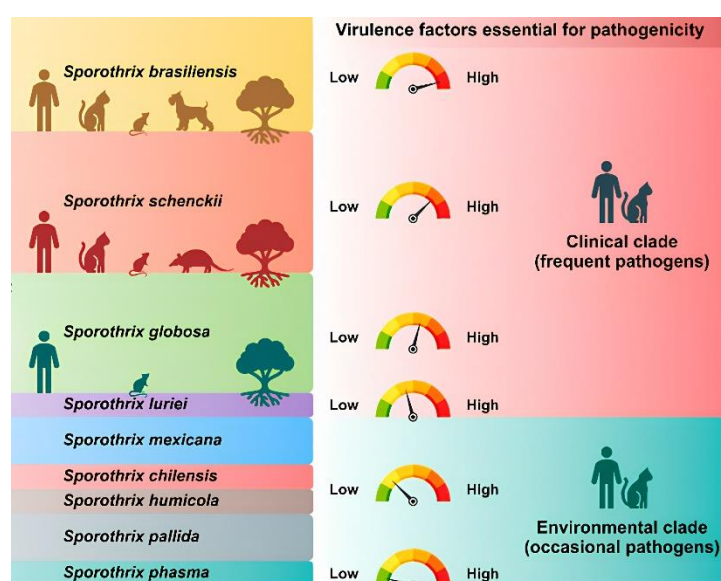 Virulence factors essential for pathogenicity
Sporothrix brasiliensis
Low High
Sporothrix schenckii
Low High
Clinical clade
(frequent pathogens)
Sporothrix globosa
Low High
Sporothrix luriei
Low High
Sporothrix mexicana
Sporothrix chilensis
Low High
Sporothrix humicola
Sporothrix pallida
Environmental clade
(occasional pathogens)
Sporothrix phasma
Low High